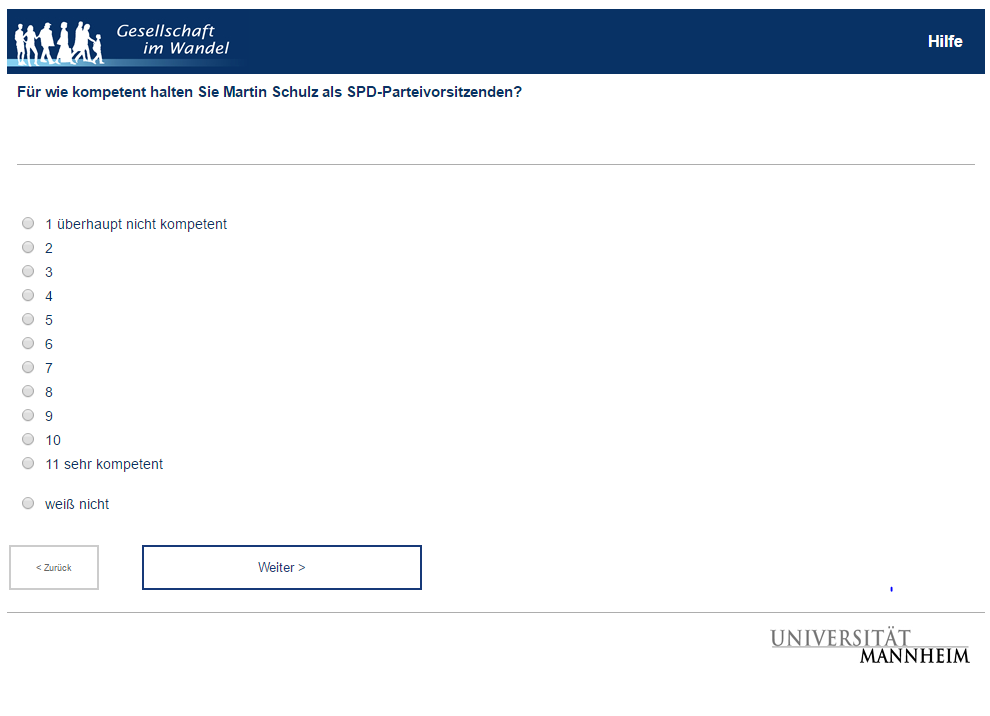 Gesellschaft
im Wandel
Hilfe
Für wie kompetent halten Sie Martin Schulz als SPD-Parteivorsitzenden?
1 überhaupt nicht kompetent
2
3
4
5
6
7
8
9
10
11 sehr kompetent
weiß nicht
< Zurück
Weiter >
UNIVERSITÄT
MANNHEIM